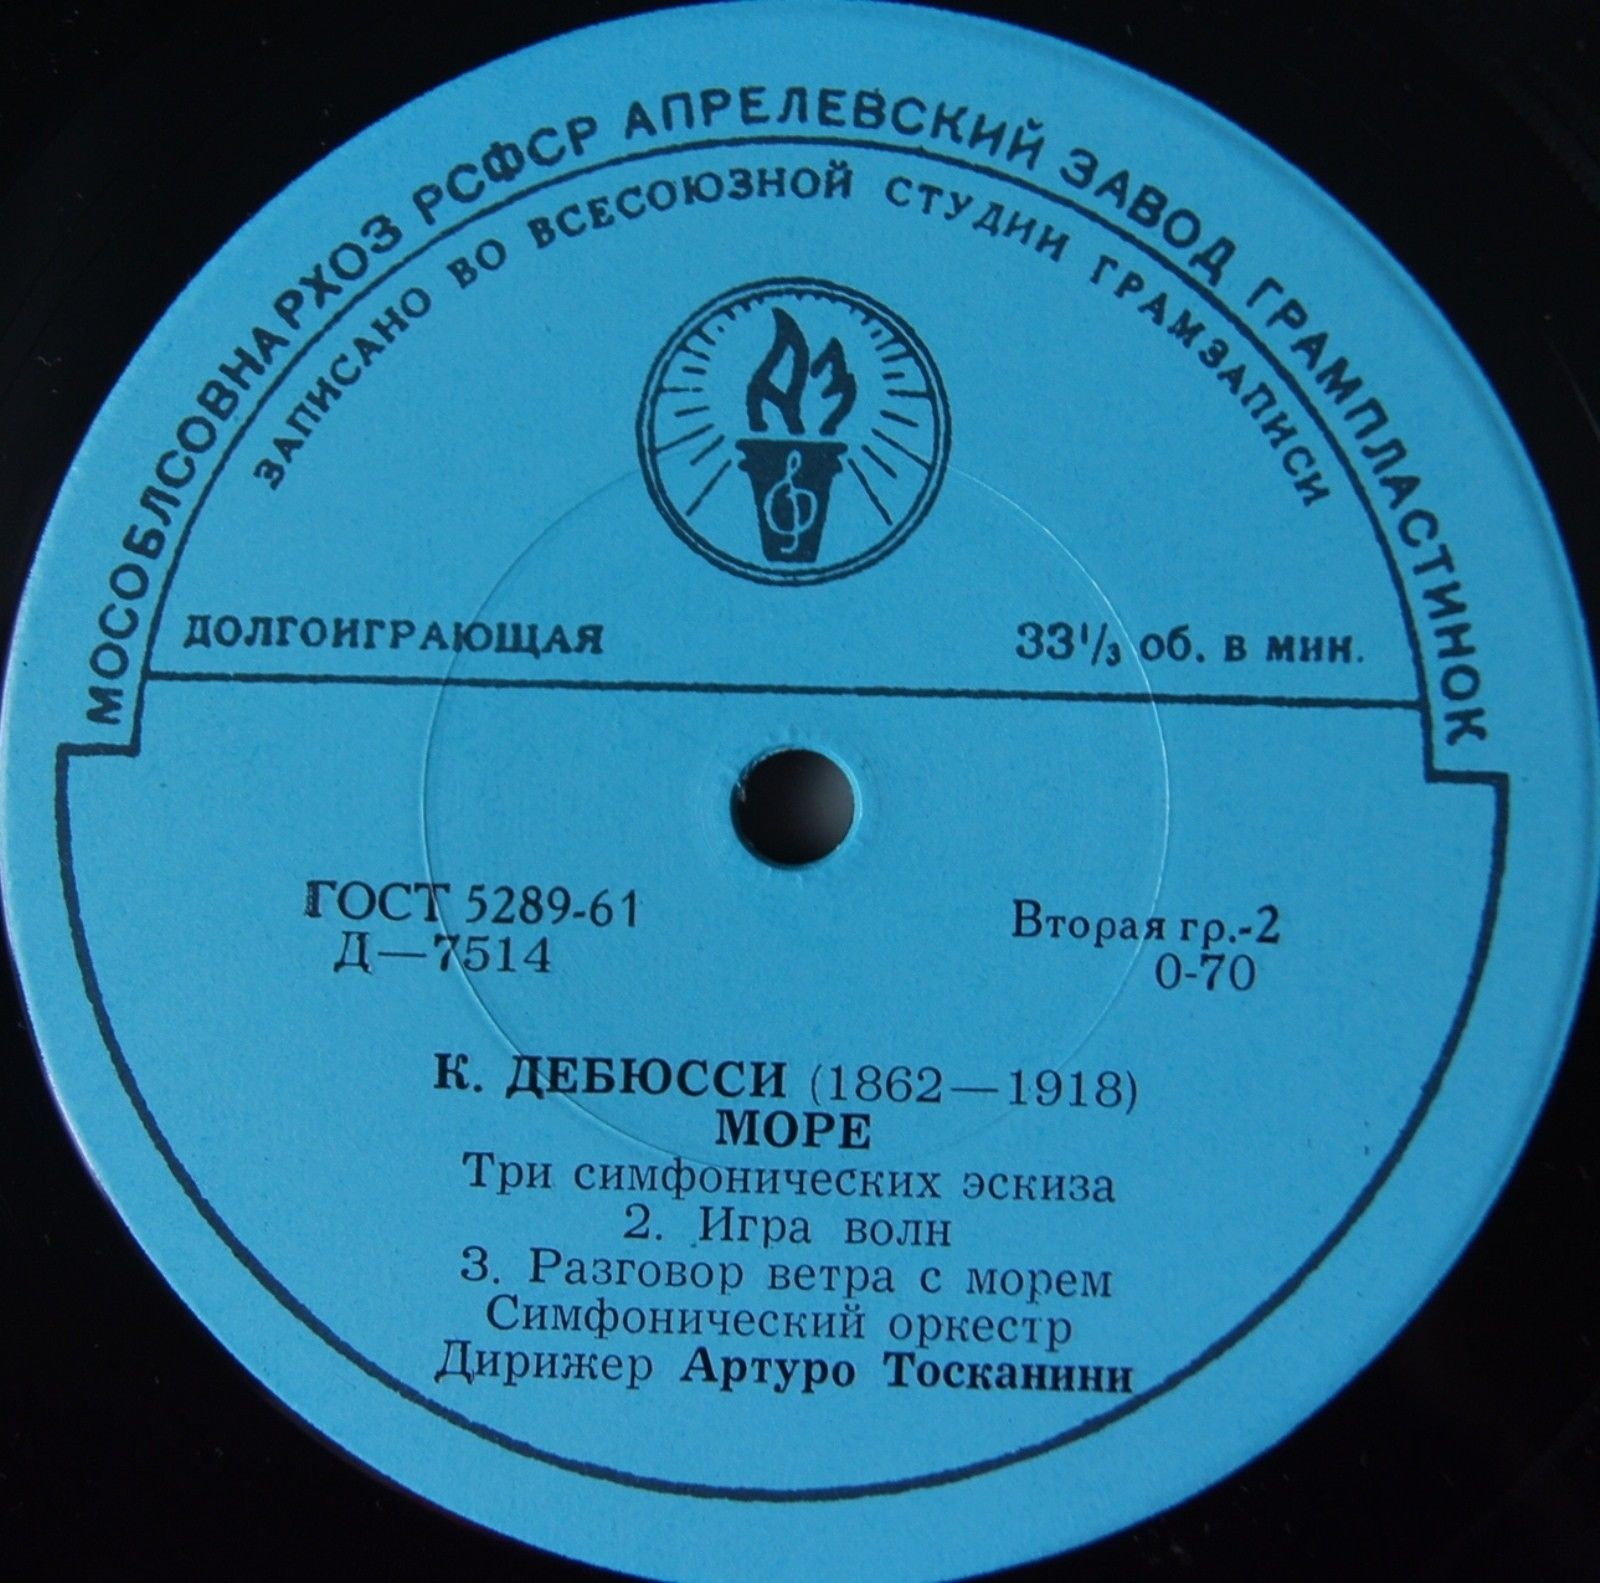 МОСОБЛСОВНАРХОЗ РСФСР АПРЕЛЕВСКИЙ ЗАВОД ГРАМПЛАСТИНОК
ЗАПИСАНО ВО ВСЕСОЮЗНОЙ СТУДИИ ГРАМЗАПИСИ
АЗ
ДОЛГОИГРАЮЩАЯ 33⅓ об. в мин.
ГОСТ 5289-61 Вторая гр.-2
Д—7514 0-70
К. ДЕБЮССИ (1862—1918)
МОРЕ
Три симфонических эскиза
2. Игра волн
3. Разговор ветра с морем
Симфонический оркестр
Дирижер Артуро Тосканини